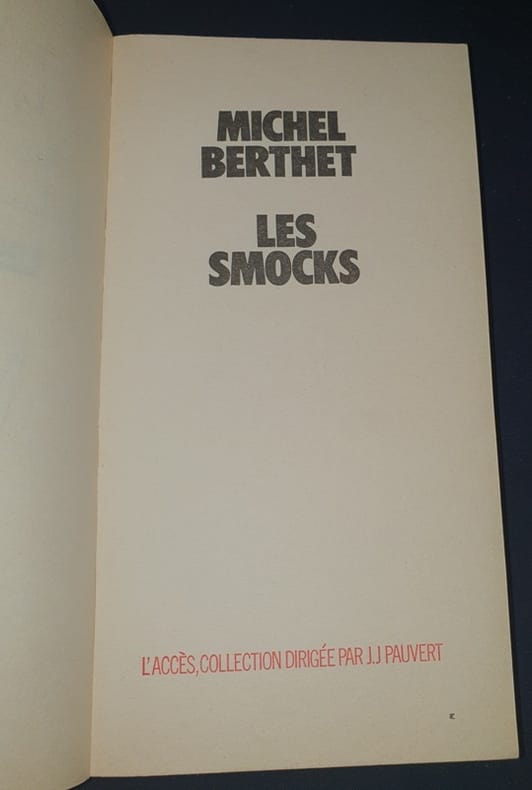 MICHEL
BERTHET
LES
SMOCKS
L'ACCÈS, COLLECTION DIRIGÉE PAR J.J PAUVERT